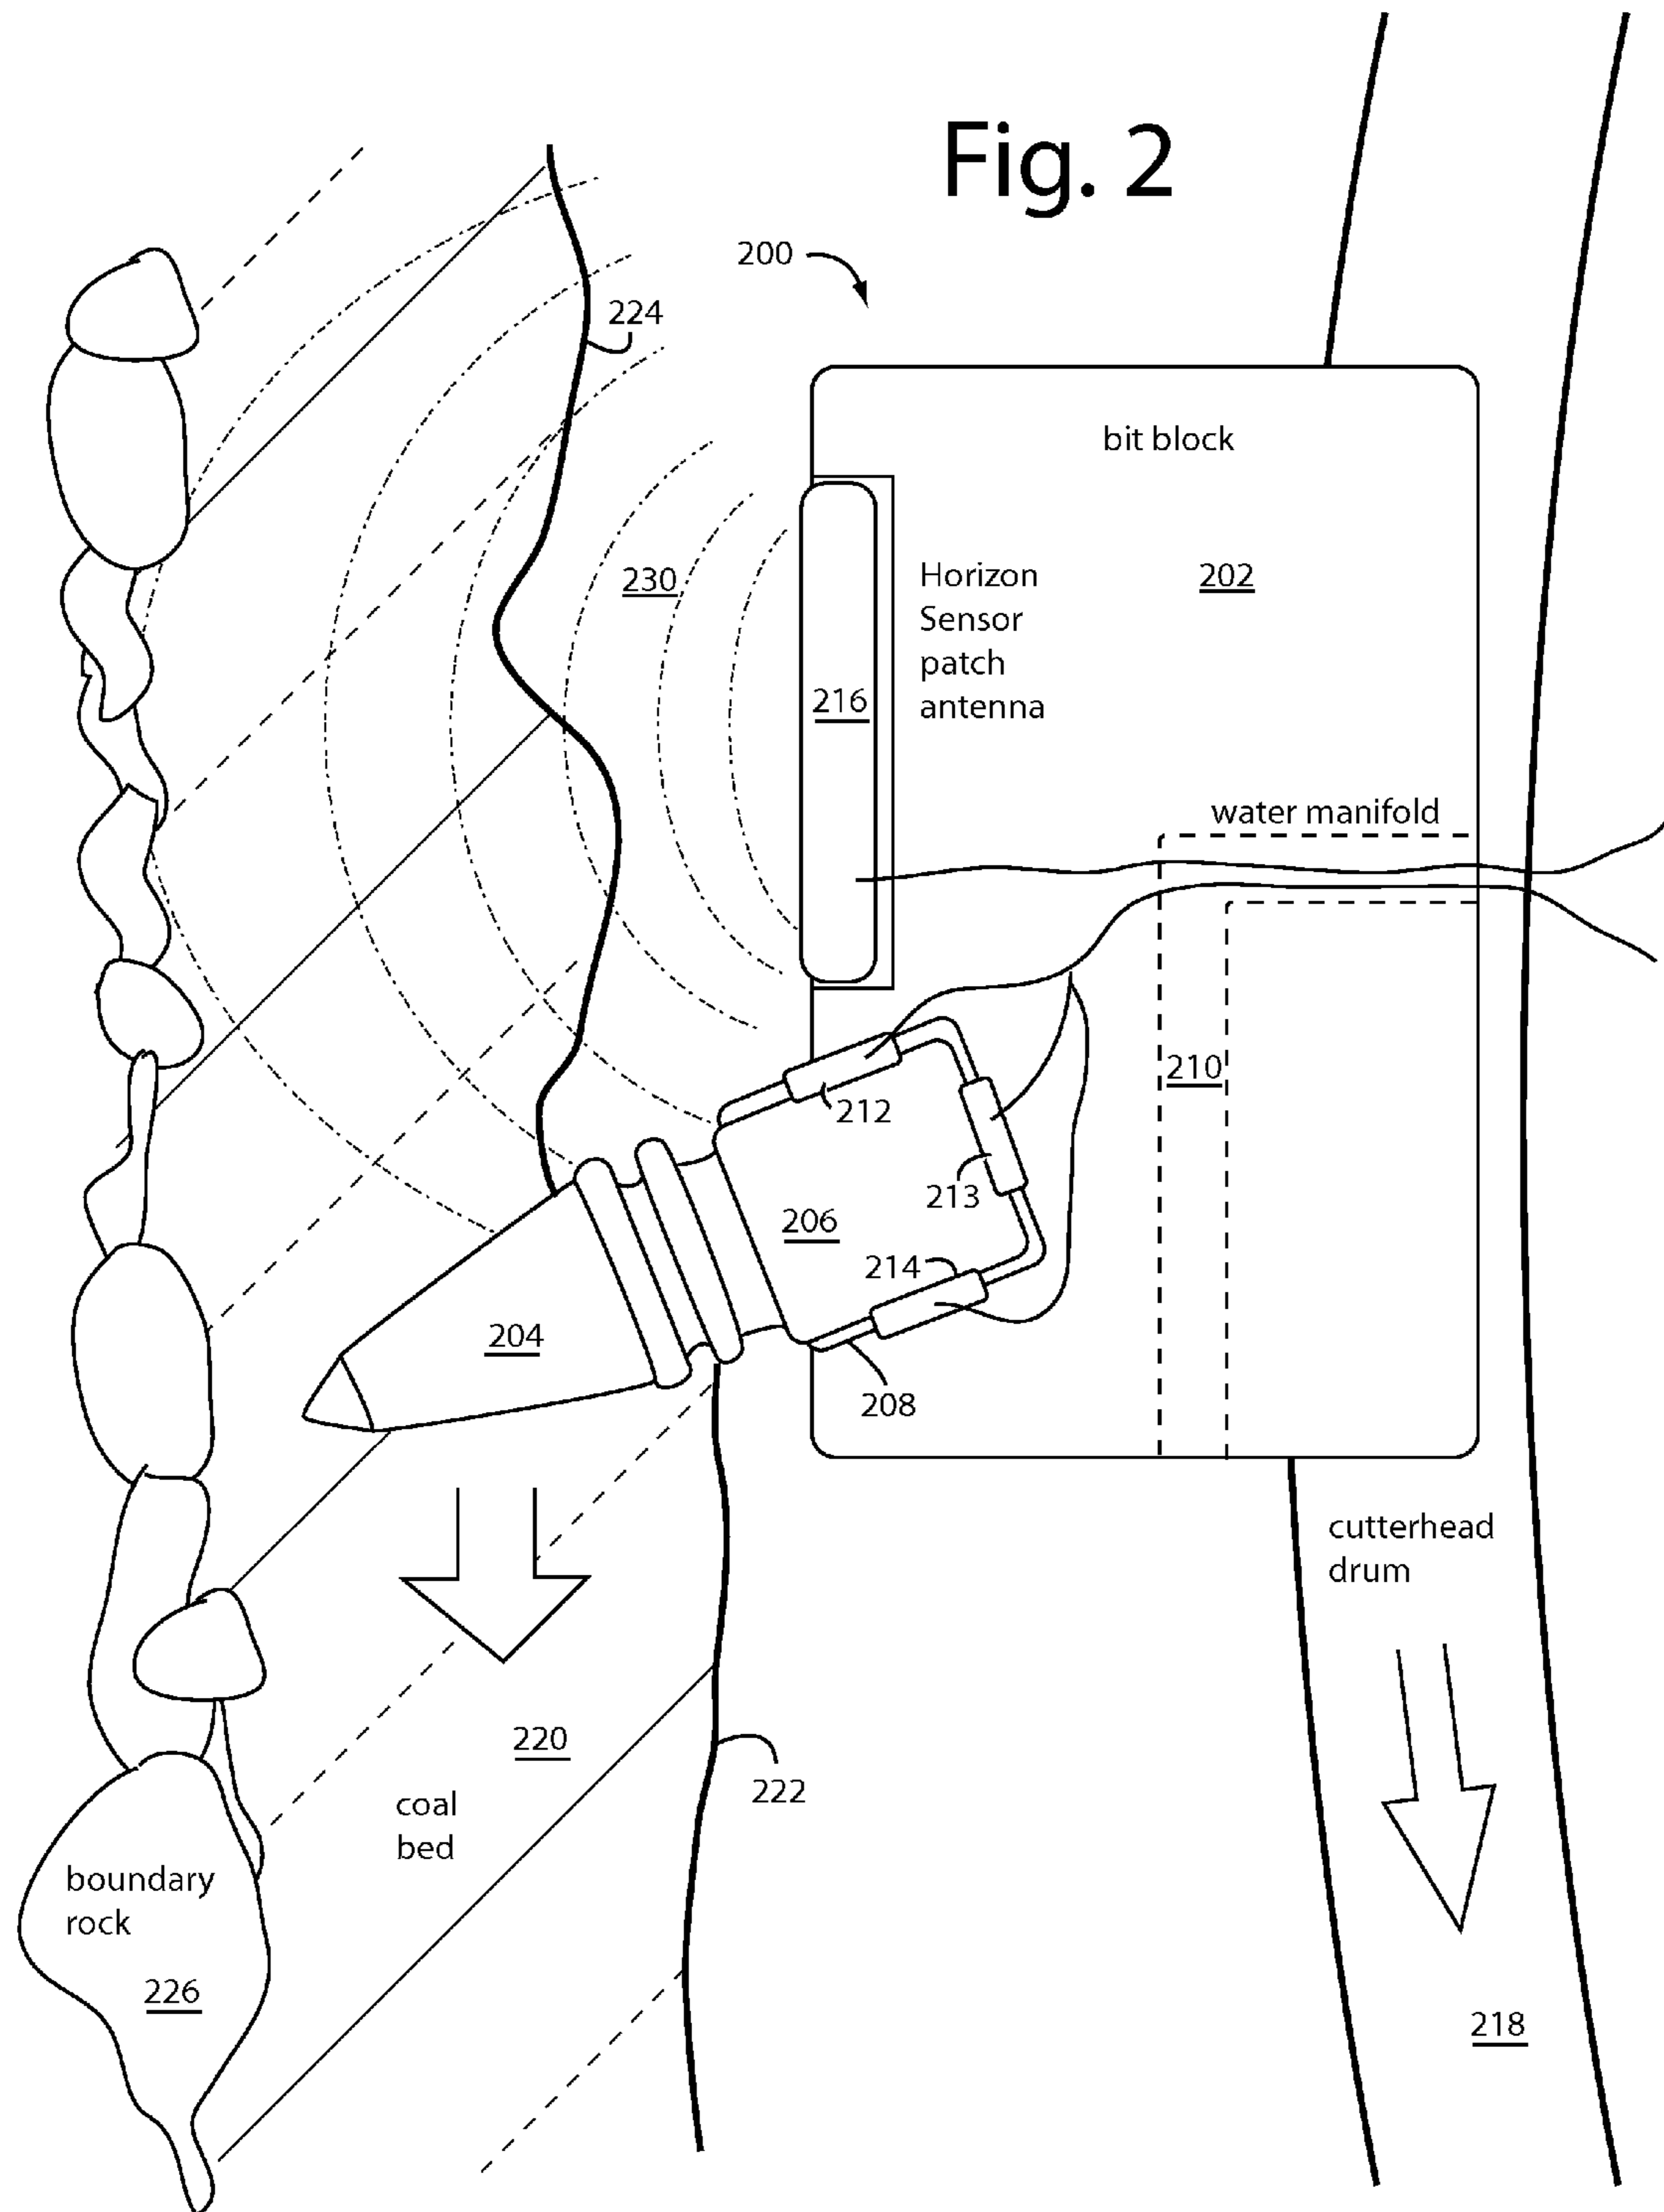 Fig. 2
200
224
bit block
Horizon
Sensor
patch
antenna
202
230
216
water manifold
210
212
213
206
214
204
208
cutterhead
drum
220
222
coal
bed
boundary
rock
226
218